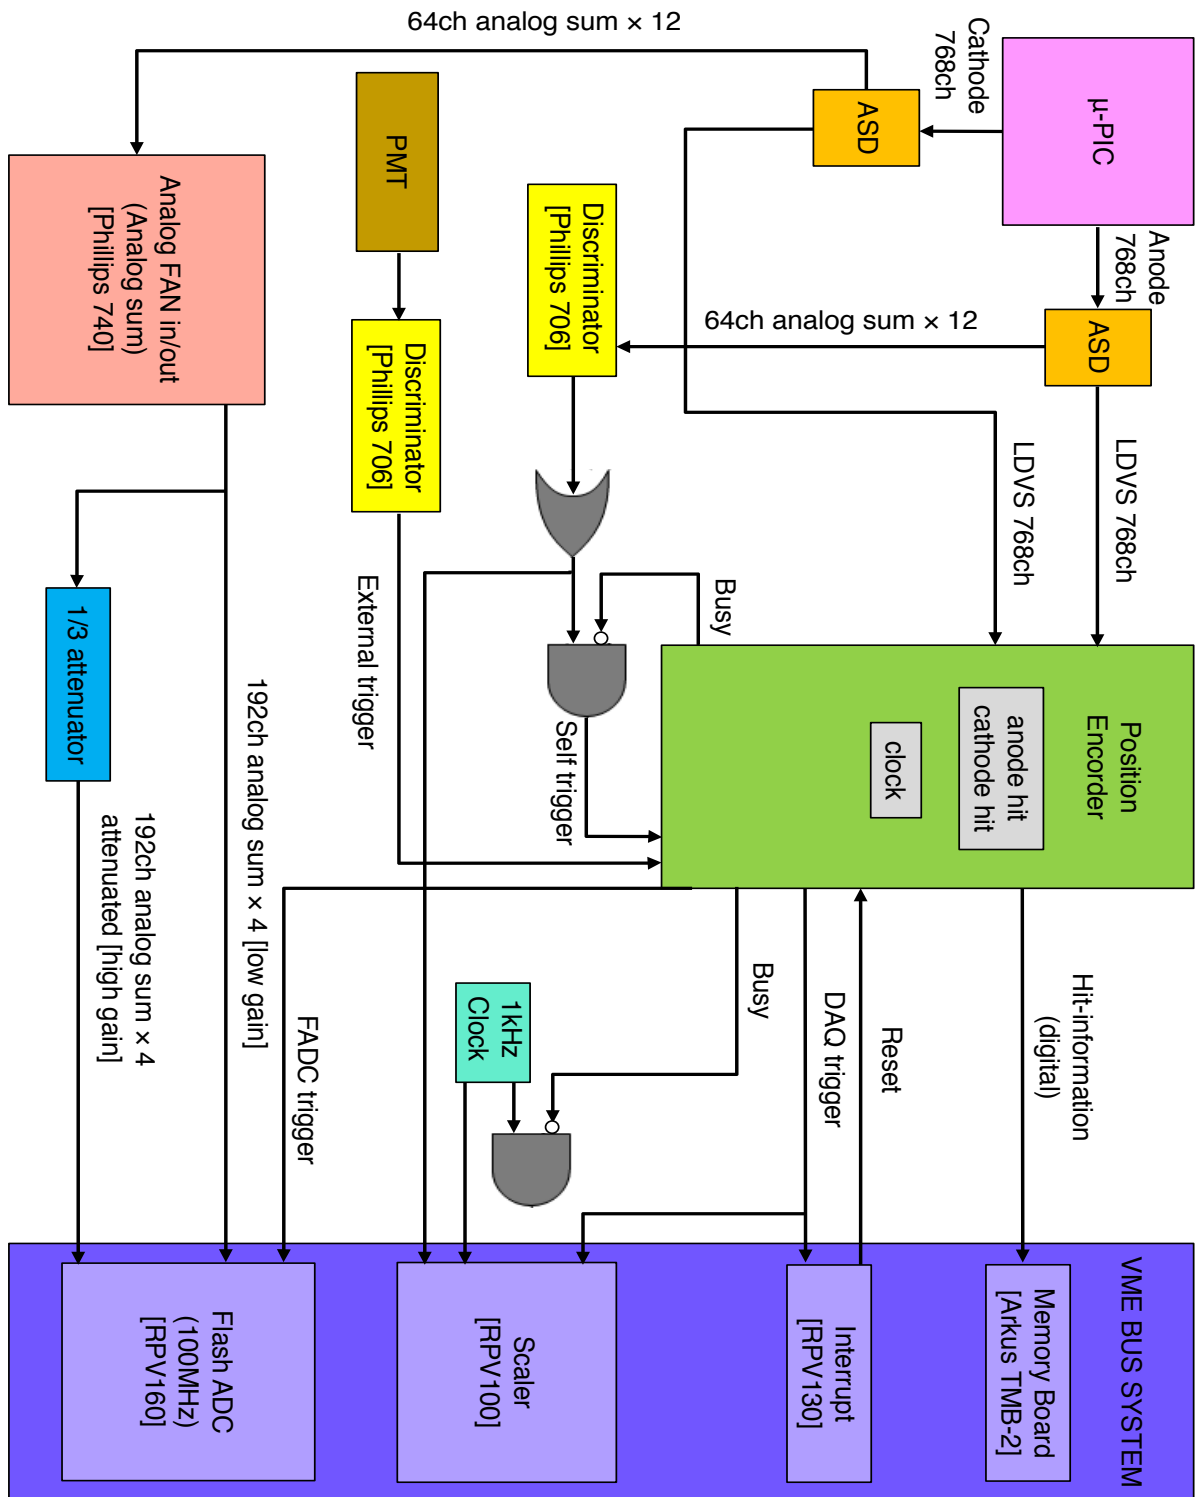 64ch analog sum × 12
Cathode
768ch
μ-PIC
ASD
Anode
768ch
ASD
64ch analog sum × 12
PMT
Discriminator
[Phillips 706]
Discriminator
[Phillips 706]
Analog FAN in/out
(Analog sum)
[Phillips 740]
LDVS 768ch
LDVS 768ch
External trigger
Busy
Self trigger
Position
Encorder
anode hit
cathode hit
clock
1/3 attenuator
192ch analog sum × 4 [low gain]
192ch analog sum × 4
attenuated [high gain]
FADC trigger
1kHz
Clock
Busy
DAQ trigger
Reset
Hit-information
(digital)
VME BUS SYSTEM
Memory Board
[Arkus TMB-2]
Interrupt
[RPV130]
Scaler
[RPV100]
Flash ADC
(100MHz)
[RPV160]